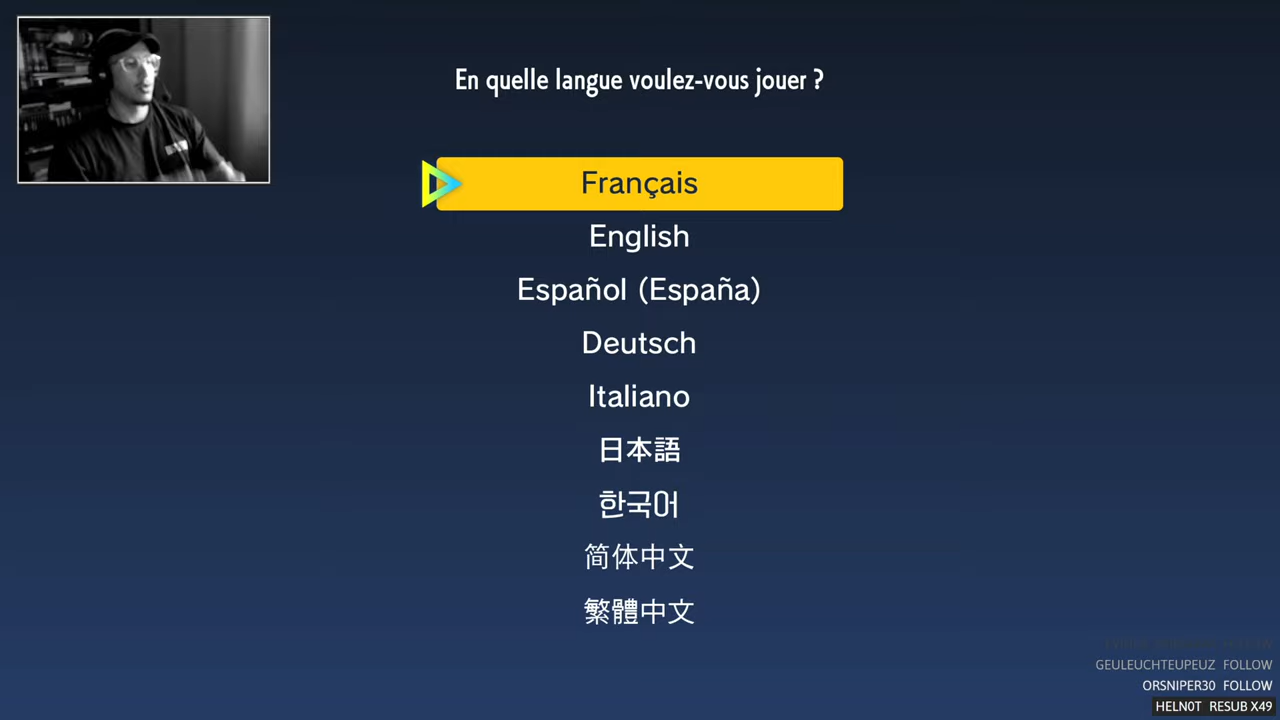 En quelle langue voulez-vous jouer ?
Français
English
Español (España)
Deutsch
Italiano
日本語
한국어
简体中文
繁體中文
GEULEUCHTEUPEUZ FOLLOW
ORSNIPER30 FOLLOW
HELN0T RESUB X49